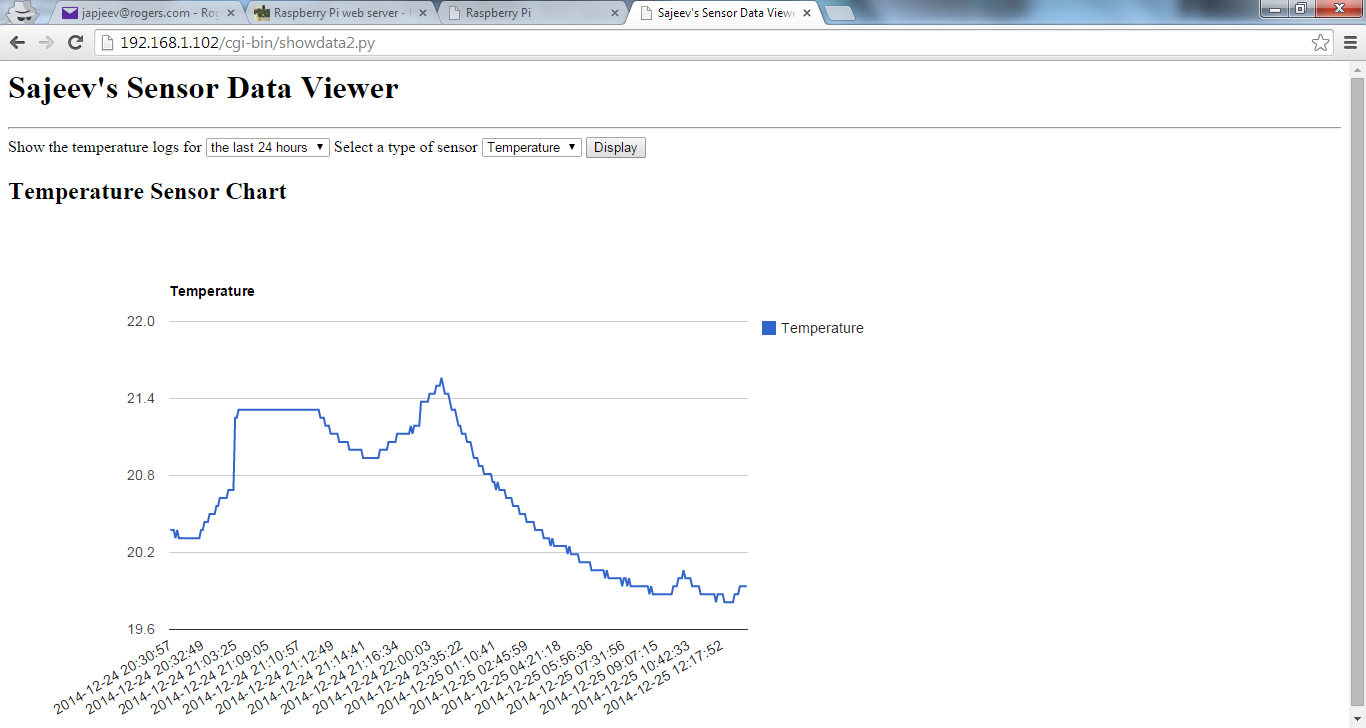 japjeev@rogers.com - Rog
Raspberry Pi web server -
Raspberry Pi
Sajeev's Sensor Data View
192.168.1.102/cgi-bin/showdata2.py
Sajeev's Sensor Data Viewer
Show the temperature logs for the last 24 hours Select a type of sensor Temperature Display
Temperature Sensor Chart
Temperature
22.0
21.4
20.8
20.2
19.6
Temperature
2014-12-24 20:30:57
2014-12-24 20:32:49
2014-12-24 21:03:25
2014-12-24 21:09:05
2014-12-24 21:10:57
2014-12-24 21:12:49
2014-12-24 21:14:41
2014-12-24 21:16:34
2014-12-24 22:00:03
2014-12-24 23:35:22
2014-12-25 01:10:41
2014-12-25 02:45:59
2014-12-25 04:21:18
2014-12-25 05:56:36
2014-12-25 07:31:56
2014-12-25 09:07:15
2014-12-25 10:42:33
2014-12-25 12:17:52